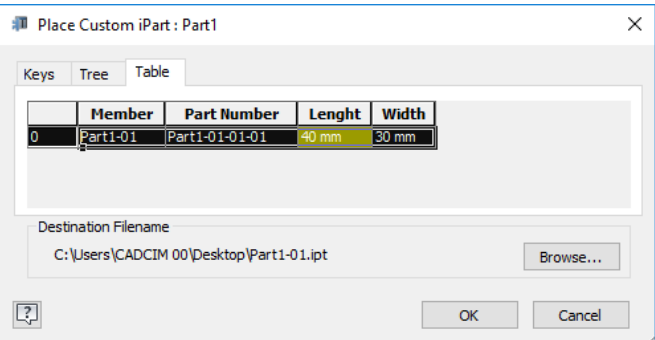 Place Custom iPart : Part1
Keys Tree Table
Member Part Number Lenght Width
0 Part1-01 Part1-01-01-01 40 mm 30 mm
Destination Filename
C:\Users\CADCIM 00\Desktop\Part1-01.ipt Browse...
? OK Cancel